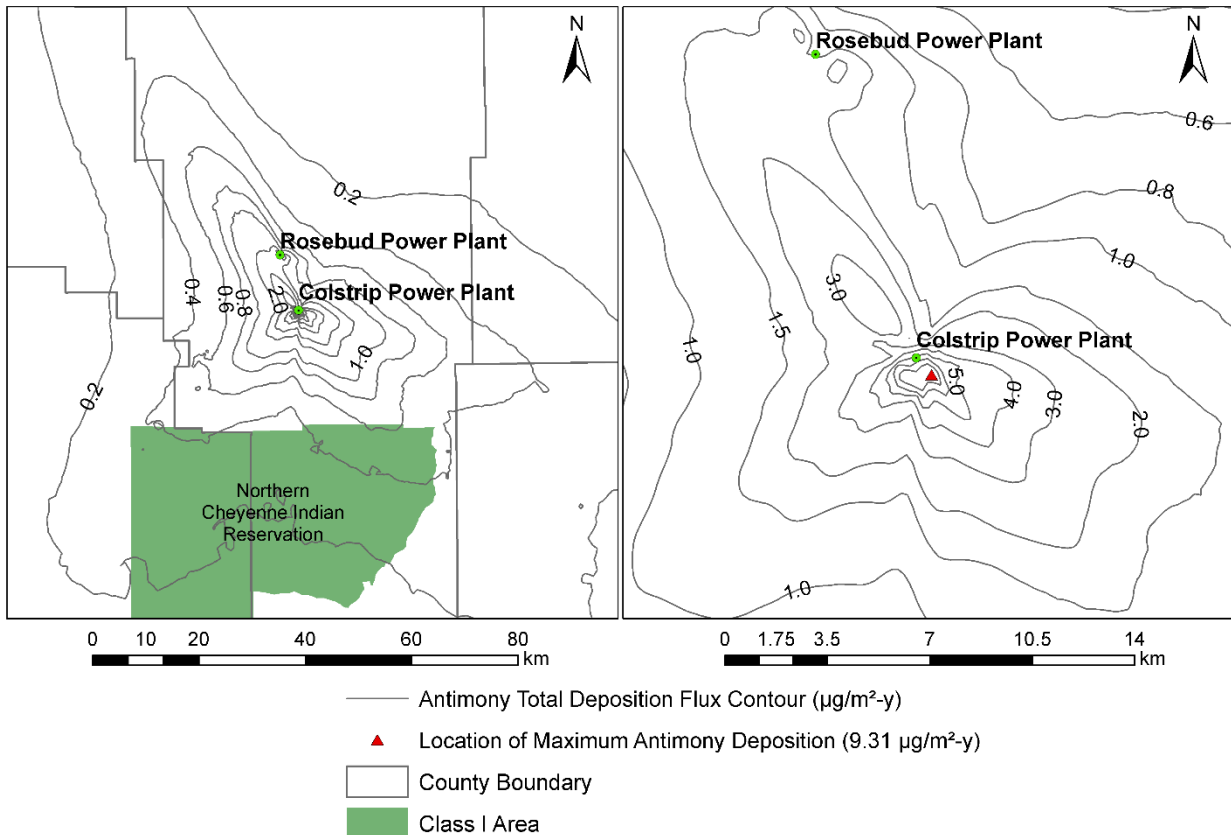 N
0.2
Rosebud Power Plant
0.4
0.6
0.8
2.0
Colstrip Power Plant
1.0
0.2
Northern
Cheyenne Indian
Reservation
0 10 20 40 60 80
km
N
Rosebud Power Plant
0.6
0.8
1.0
3.0
1.5
1.0
Colstrip Power Plant
5.0
4.0
3.0
2.0
1.0
0 1.75 3.5 7 10.5 14
km
Antimony Total Deposition Flux Contour (µg/m²-y)
Location of Maximum Antimony Deposition (9.31 µg/m²-y)
County Boundary
Class I Area